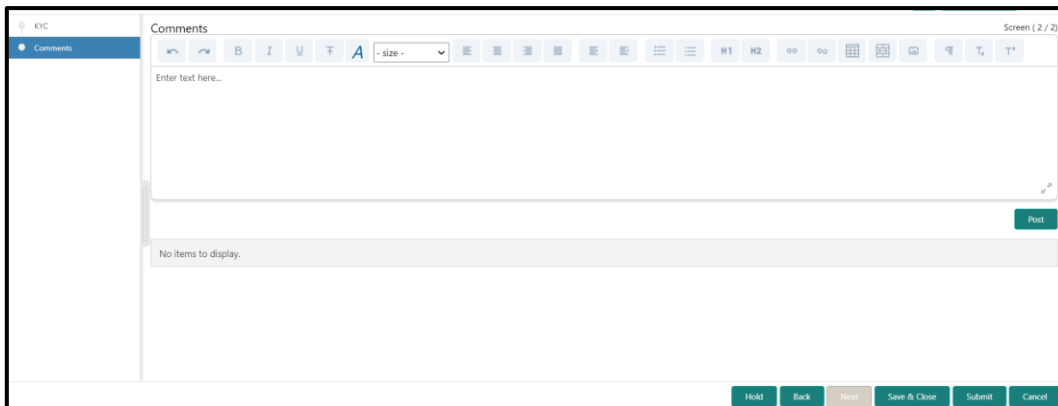 KYC
Comments
Comments
Screen ( 2 / 2)
B I U T A - size - H1 H2 ¶ T
Enter text here...
Post
No items to display.
Hold Back Next Save & Close Submit Cancel